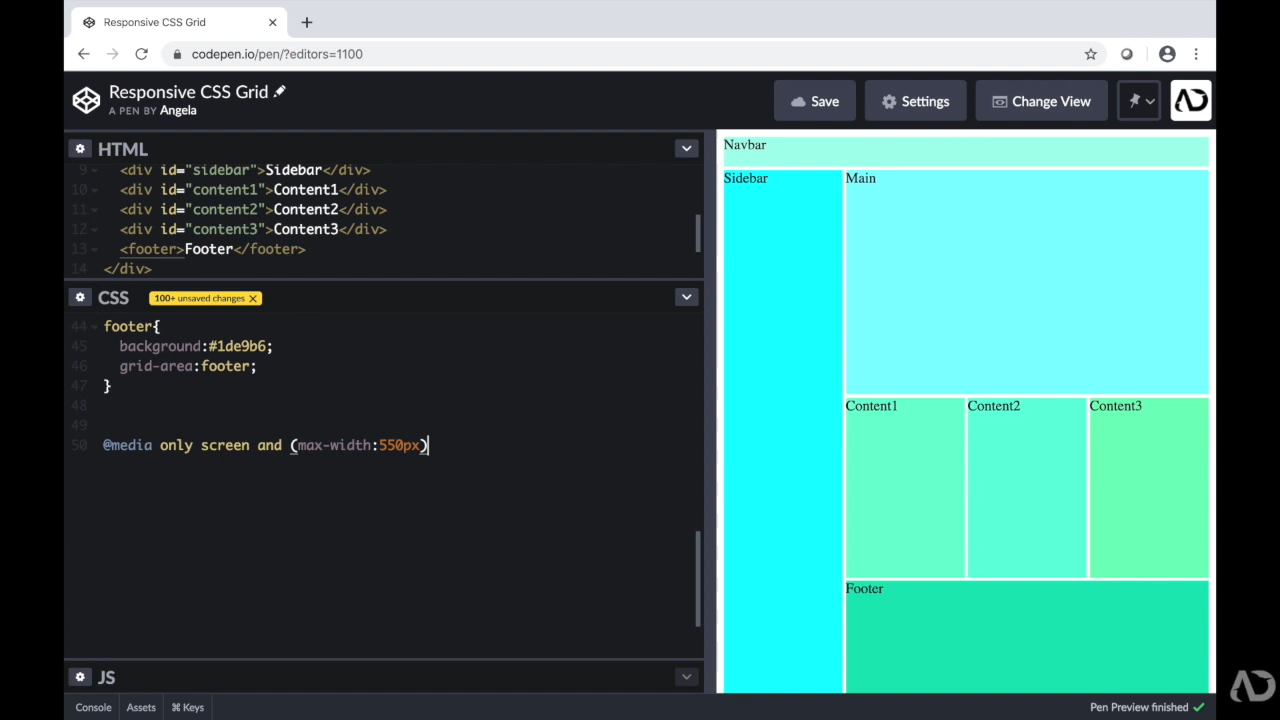 Responsive CSS Grid
codepen.io/pen/?editors=1100
Responsive CSS Grid
A PEN BY Angela
Save
Settings
Change View
HTML
9 <div id="sidebar">Sidebar</div>
10 <div id="content1">Content1</div>
11 <div id="content2">Content2</div>
12 <div id="content3">Content3</div>
13 <footer>Footer</footer>
14 </div>
CSS 100+ unsaved changes
44 footer{
45 background:#1de9b6;
46 grid-area:footer;
47 }
48
49
50 @media only screen and (max-width:550px)
JS
Navbar
Sidebar
Main
Content1
Content2
Content3
Footer
Console
Assets
⌘ Keys
Pen Preview finished